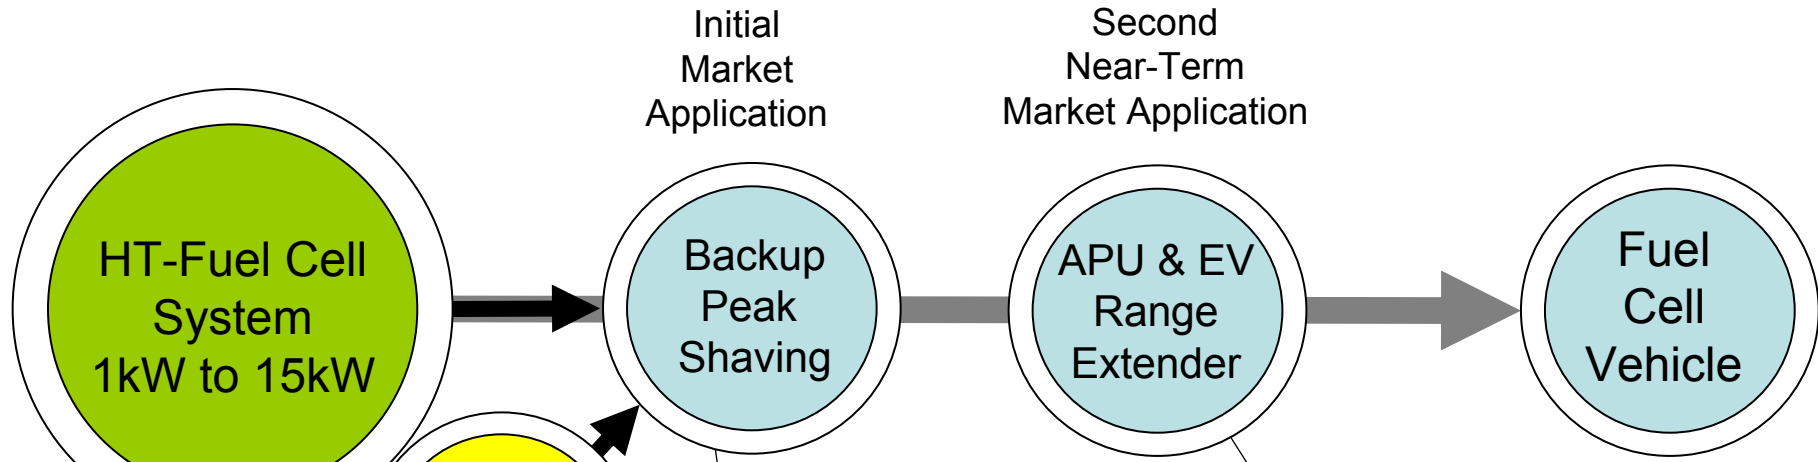 Initial
Market
Application
Second
Near-Term
Market Application
HT-Fuel Cell
System
1kW to 15kW
Backup
Peak
Shaving
APU & EV
Range
Extender
Fuel
Cell
Vehicle